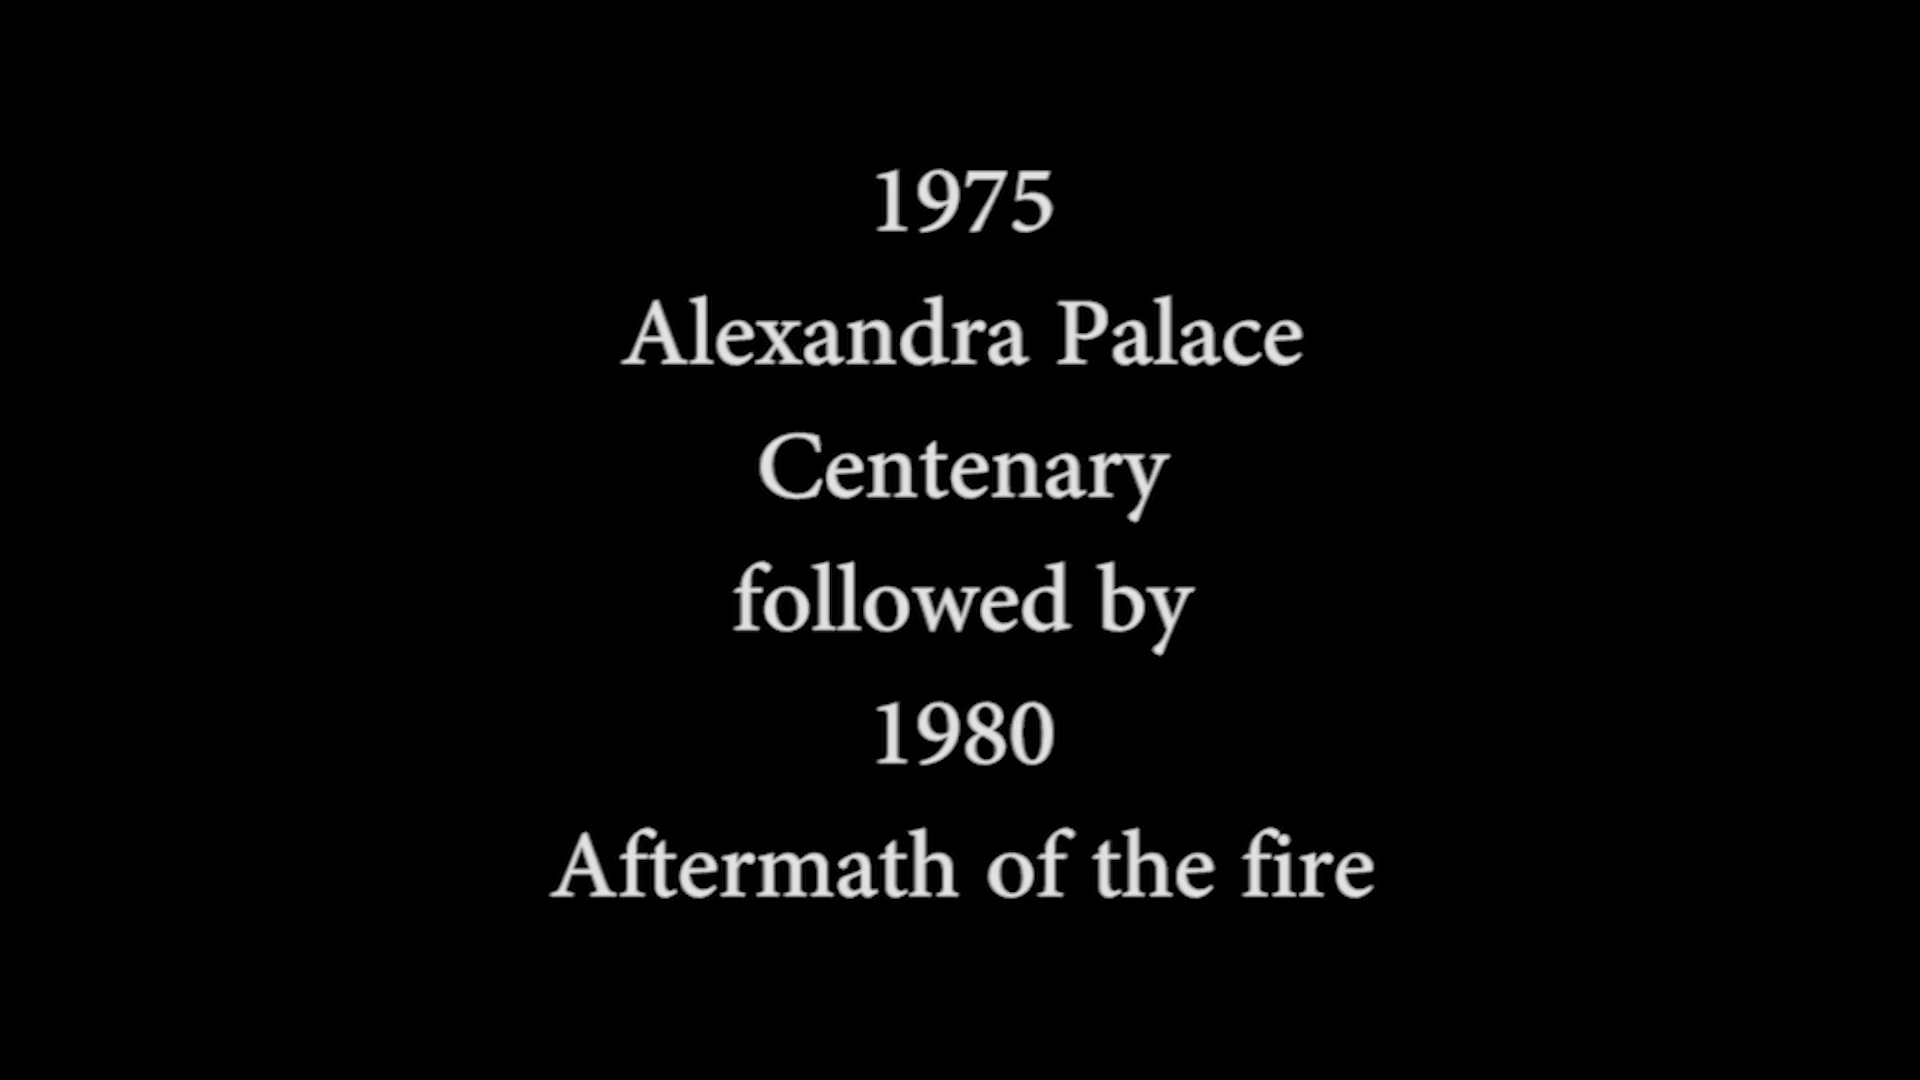 1975
Alexandra Palace
Centenary
followed by
1980
Aftermath of the fire